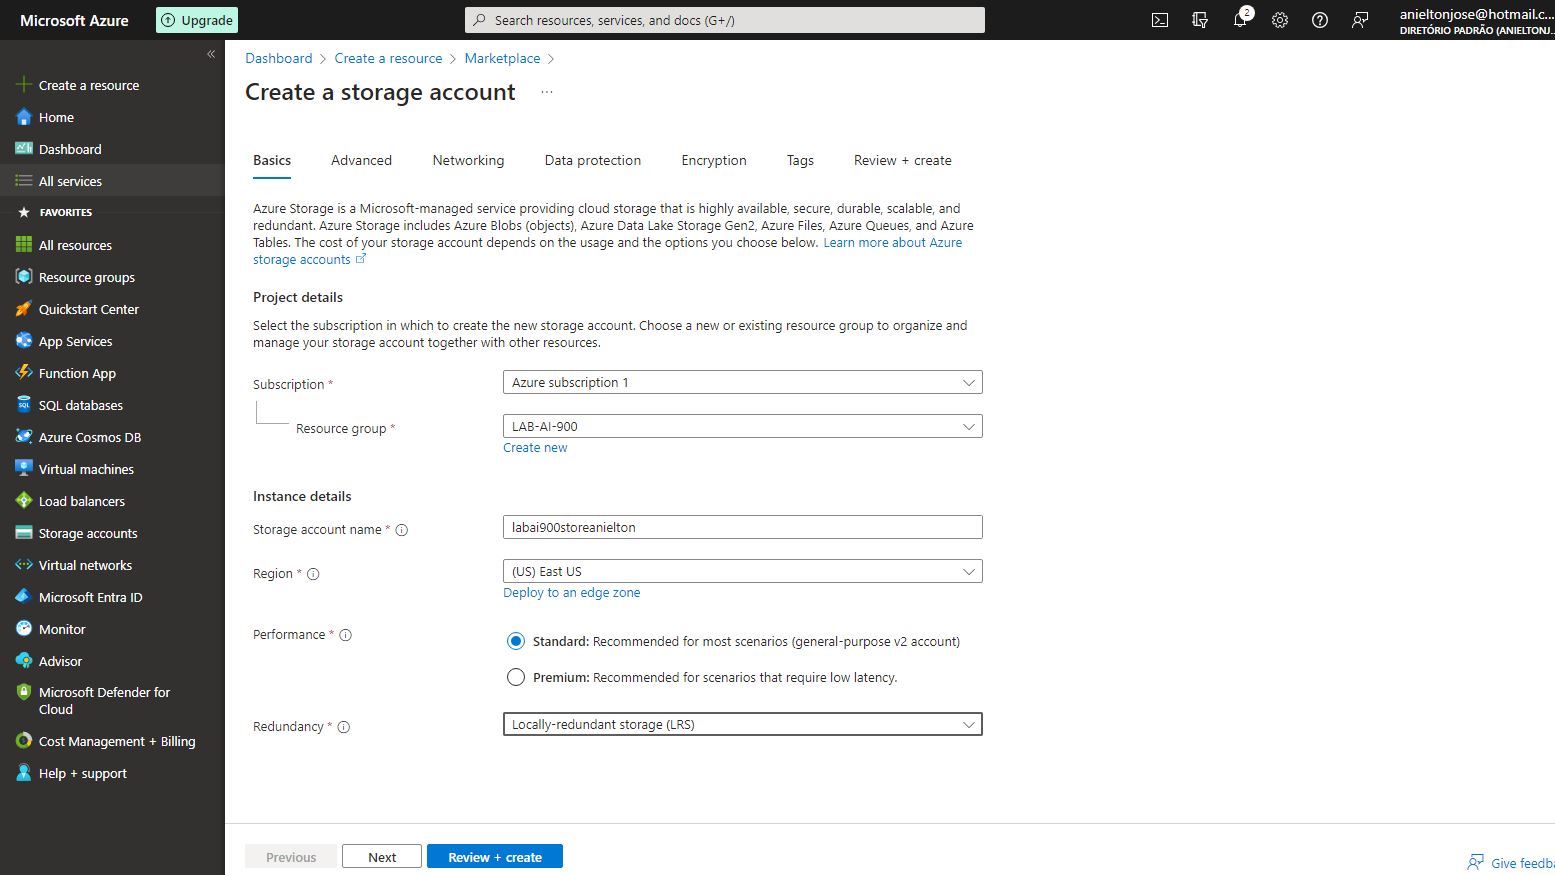 Microsoft Azure
Upgrade
Search resources, services, and docs (G+/)
2
anieltonjose@hotmail.c...
DIRETÓRIO PADRÃO (ANIELTONJ...
«
Create a resource
Home
Dashboard
All services
FAVORITES
All resources
Resource groups
Quickstart Center
App Services
Function App
SQL databases
Azure Cosmos DB
Virtual machines
Load balancers
Storage accounts
Virtual networks
Microsoft Entra ID
Monitor
Advisor
Microsoft Defender for
Cloud
Cost Management + Billing
Help + support
Dashboard > Create a resource > Marketplace >
Create a storage account ...
Basics Advanced Networking Data protection Encryption Tags Review + create
Azure Storage is a Microsoft-managed service providing cloud storage that is highly available, secure, durable, scalable, and
redundant. Azure Storage includes Azure Blobs (objects), Azure Data Lake Storage Gen2, Azure Files, Azure Queues, and Azure
Tables. The cost of your storage account depends on the usage and the options you choose below. Learn more about Azure
storage accounts
Project details
Select the subscription in which to create the new storage account. Choose a new or existing resource group to organize and
manage your storage account together with other resources.
Subscription *
Azure subscription 1
Resource group *
LAB-AI-900
Create new
Instance details
Storage account name *
labai900storeanielton
Region *
(US) East US
Deploy to an edge zone
Performance *
Standard: Recommended for most scenarios (general-purpose v2 account)
Premium: Recommended for scenarios that require low latency.
Redundancy *
Locally-redundant storage (LRS)
Previous
Next
Review + create
Give feedba